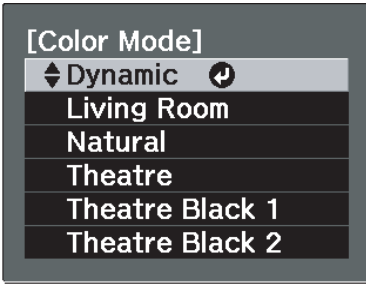 [Color Mode]
Dynamic
Living Room
Natural
Theatre
Theatre Black 1
Theatre Black 2